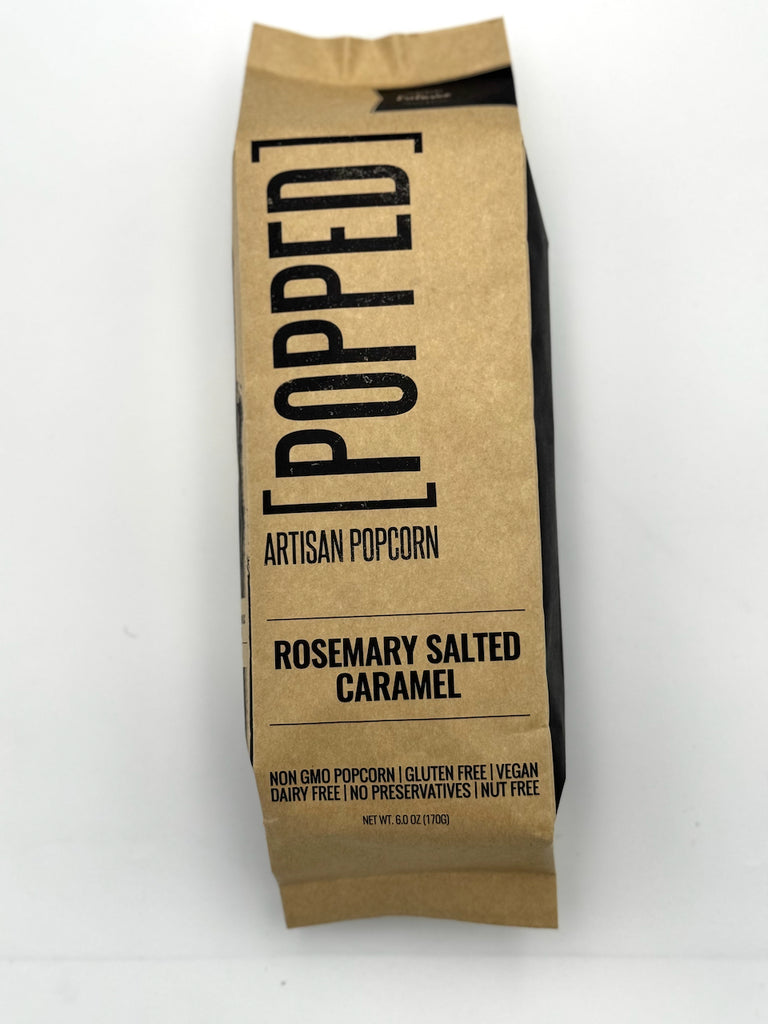 [POPPED]
ARTISAN POPCORN
ROSEMARY SALTED
CARAMEL
NON GMO POPCORN | GLUTEN FREE | VEGAN
DAIRY FREE | NO PRESERVATIVES | NUT FREE
NET WT. 6.0 OZ (170G)